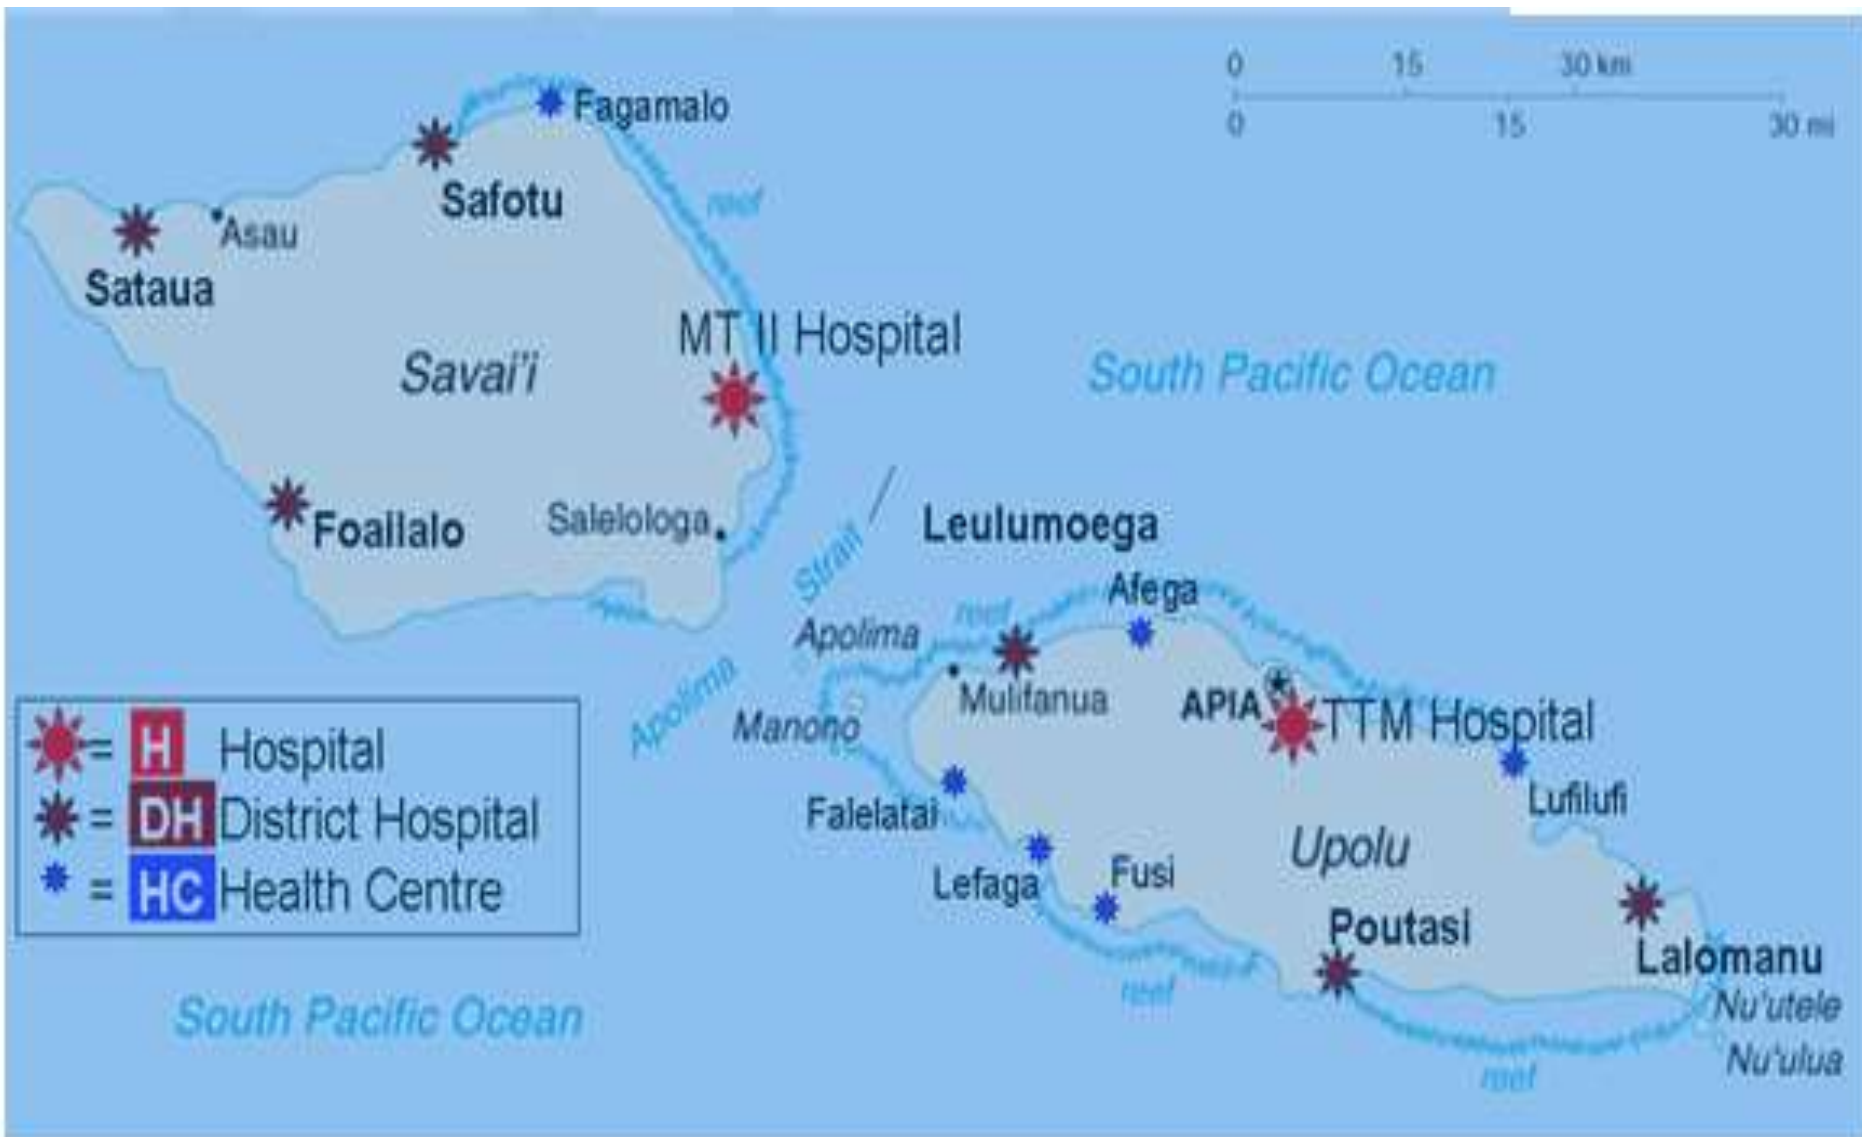 0 15 30 km
0 15 30 mi
Fagamalo
Safotu
reef
Asau
Sataua
MT II Hospital
Savai'i
South Pacific Ocean
Foailalo
Salelologa
Strait
Leulumoega
Afega
reef
Apolima
Apolima
Mulifanua
APIA
TTM Hospital
Manono
Falelatai
Lufilufi
Upolu
Lefaga
Fusi
Poutasi
Lalomanu
reef
Nu'utele
Nu'ulua
reef
= H Hospital
= DH District Hospital
= HC Health Centre
South Pacific Ocean